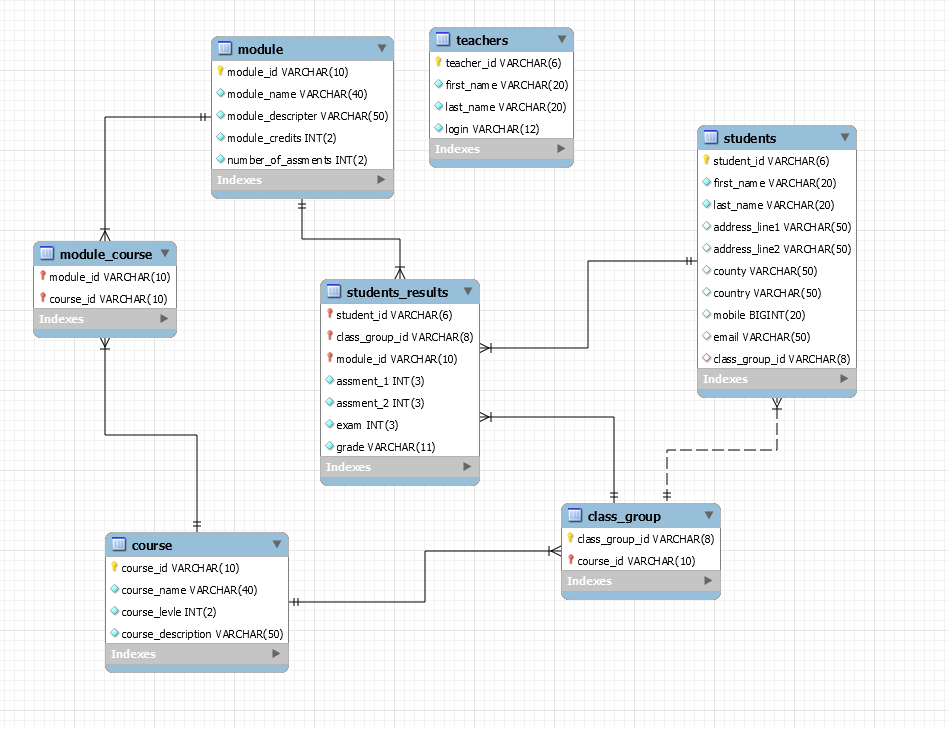 module
module_id VARCHAR(10)
module_name VARCHAR(40)
module_descripter VARCHAR(50)
module_credits INT(2)
number_of_assments INT(2)
Indexes
teachers
teacher_id VARCHAR(6)
first_name VARCHAR(20)
last_name VARCHAR(20)
login VARCHAR(12)
Indexes
students
student_id VARCHAR(6)
first_name VARCHAR(20)
last_name VARCHAR(20)
address_line1 VARCHAR(50)
address_line2 VARCHAR(50)
county VARCHAR(50)
country VARCHAR(50)
mobile BIGINT(20)
email VARCHAR(50)
class_group_id VARCHAR(8)
Indexes
module_course
module_id VARCHAR(10)
course_id VARCHAR(10)
Indexes
students_results
student_id VARCHAR(6)
class_group_id VARCHAR(8)
module_id VARCHAR(10)
assment_1 INT(3)
assment_2 INT(3)
exam INT(3)
grade VARCHAR(11)
Indexes
class_group
class_group_id VARCHAR(8)
course_id VARCHAR(10)
Indexes
course
course_id VARCHAR(10)
course_name VARCHAR(40)
course_levle INT(2)
course_description VARCHAR(50)
Indexes